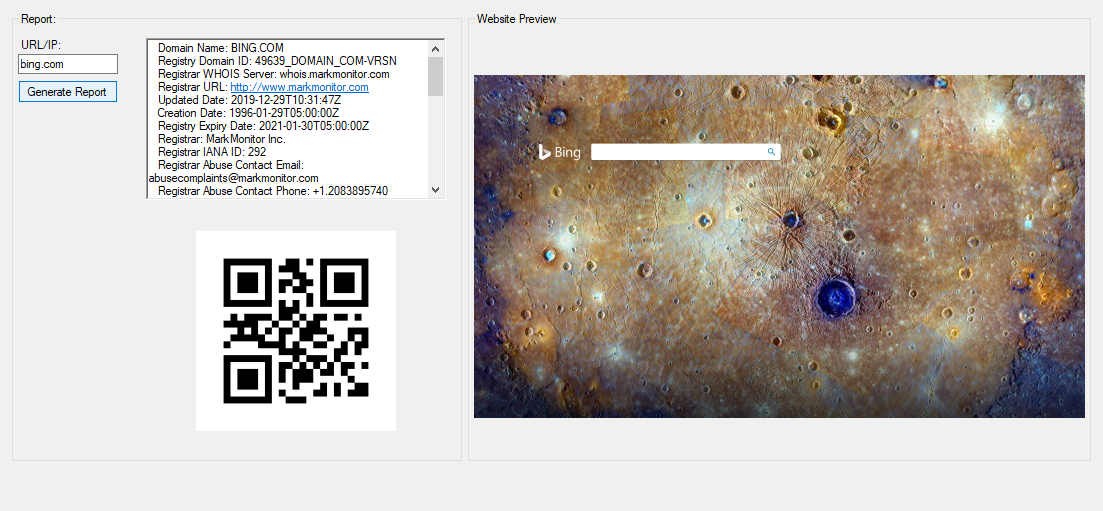 Report:
URL/IP:
bing.com
Generate Report
Domain Name: BING.COM
Registry Domain ID: 49639_DOMAIN_COM-VRSN
Registrar WHOIS Server: whois.markmonitor.com
Registrar URL: http://www.markmonitor.com
Updated Date: 2019-12-29T10:31:47Z
Creation Date: 1996-01-29T05:00:00Z
Registry Expiry Date: 2021-01-30T05:00:00Z
Registrar: MarkMonitor Inc.
Registrar IANA ID: 292
Registrar Abuse Contact Email:
abusecomplaints@markmonitor.com
Registrar Abuse Contact Phone: +1.2083895740
Website Preview
Bing